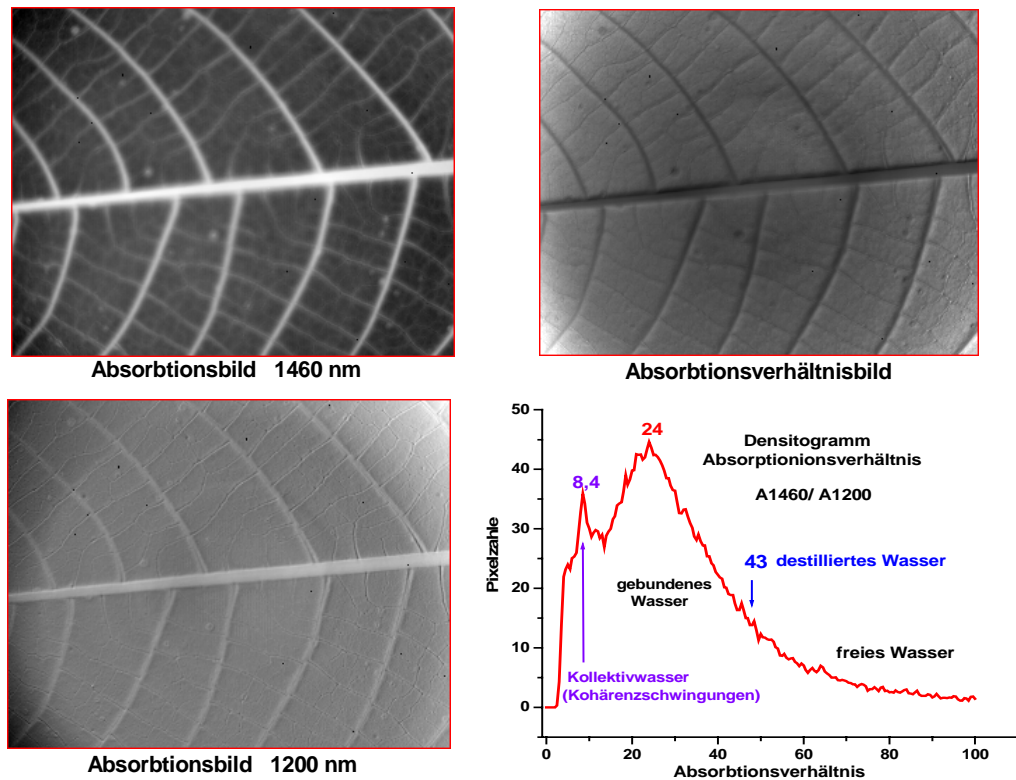 Absorbtionsbild 1460 nm
Absorbtionsverhältnisbild
Absorbtionsbild 1200 nm
50
40
30
20
10
0
Pixelzahle
24
8,4
Densitogramm
Absorptionionsverhältnis
A1460/ A1200
43 destilliertes Wasser
gebundenes
Wasser
freies Wasser
Kollektivwasser
(Kohärenzschwingungen)
0 20 40 60 80 100
Absorbtionsverhältnis